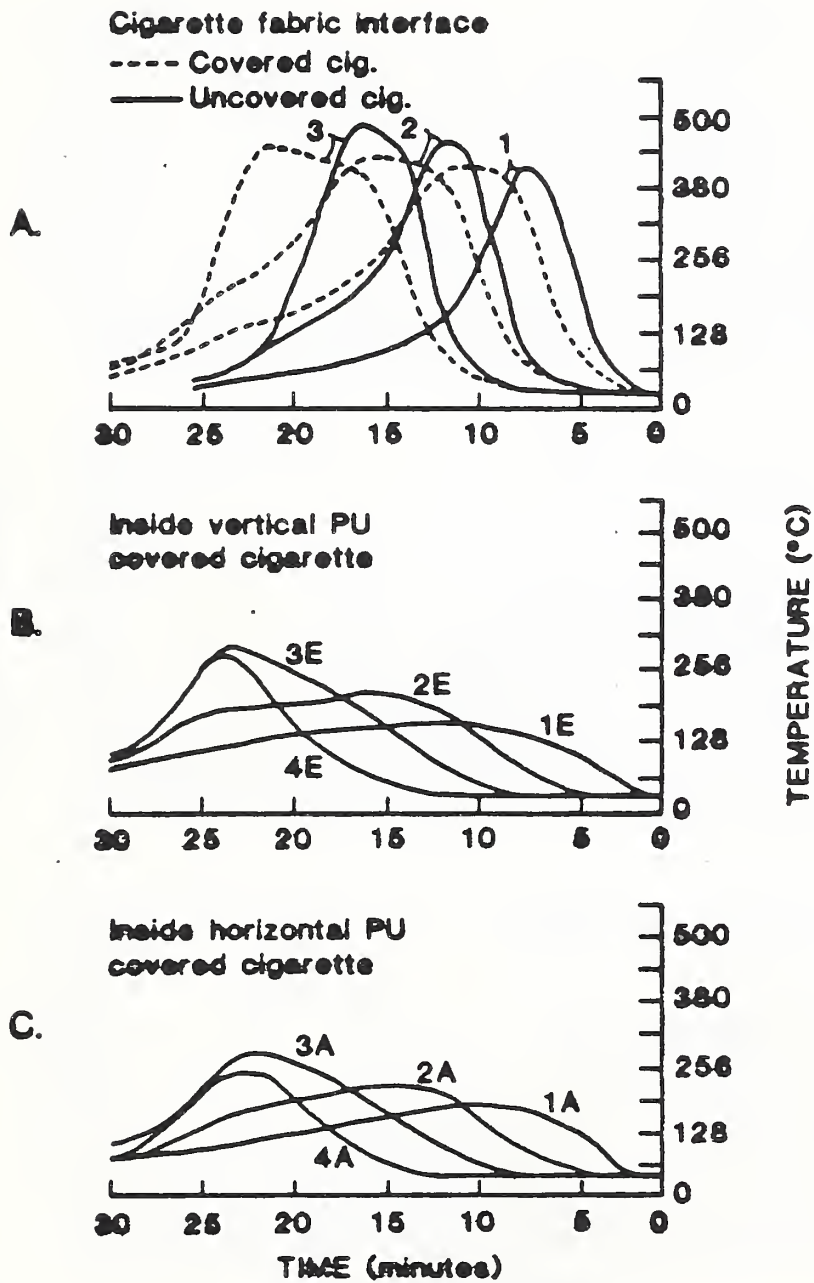 Cigarette fabric interface
---- Covered cig.
—— Uncovered cig.
A.
3
2
1
500
380
256
128
0
30 25 20 15 10 5 0
Inside vertical PU
covered cigarette
B.
3E
2E
1E
4E
500
380
256
128
0
30 25 20 15 10 5 0
TEMPERATURE (°C)
Inside horizontal PU
covered cigarette
C.
3A
2A
1A
4A
500
380
256
128
0
30 25 20 15 10 5 0
TIME (minutes)